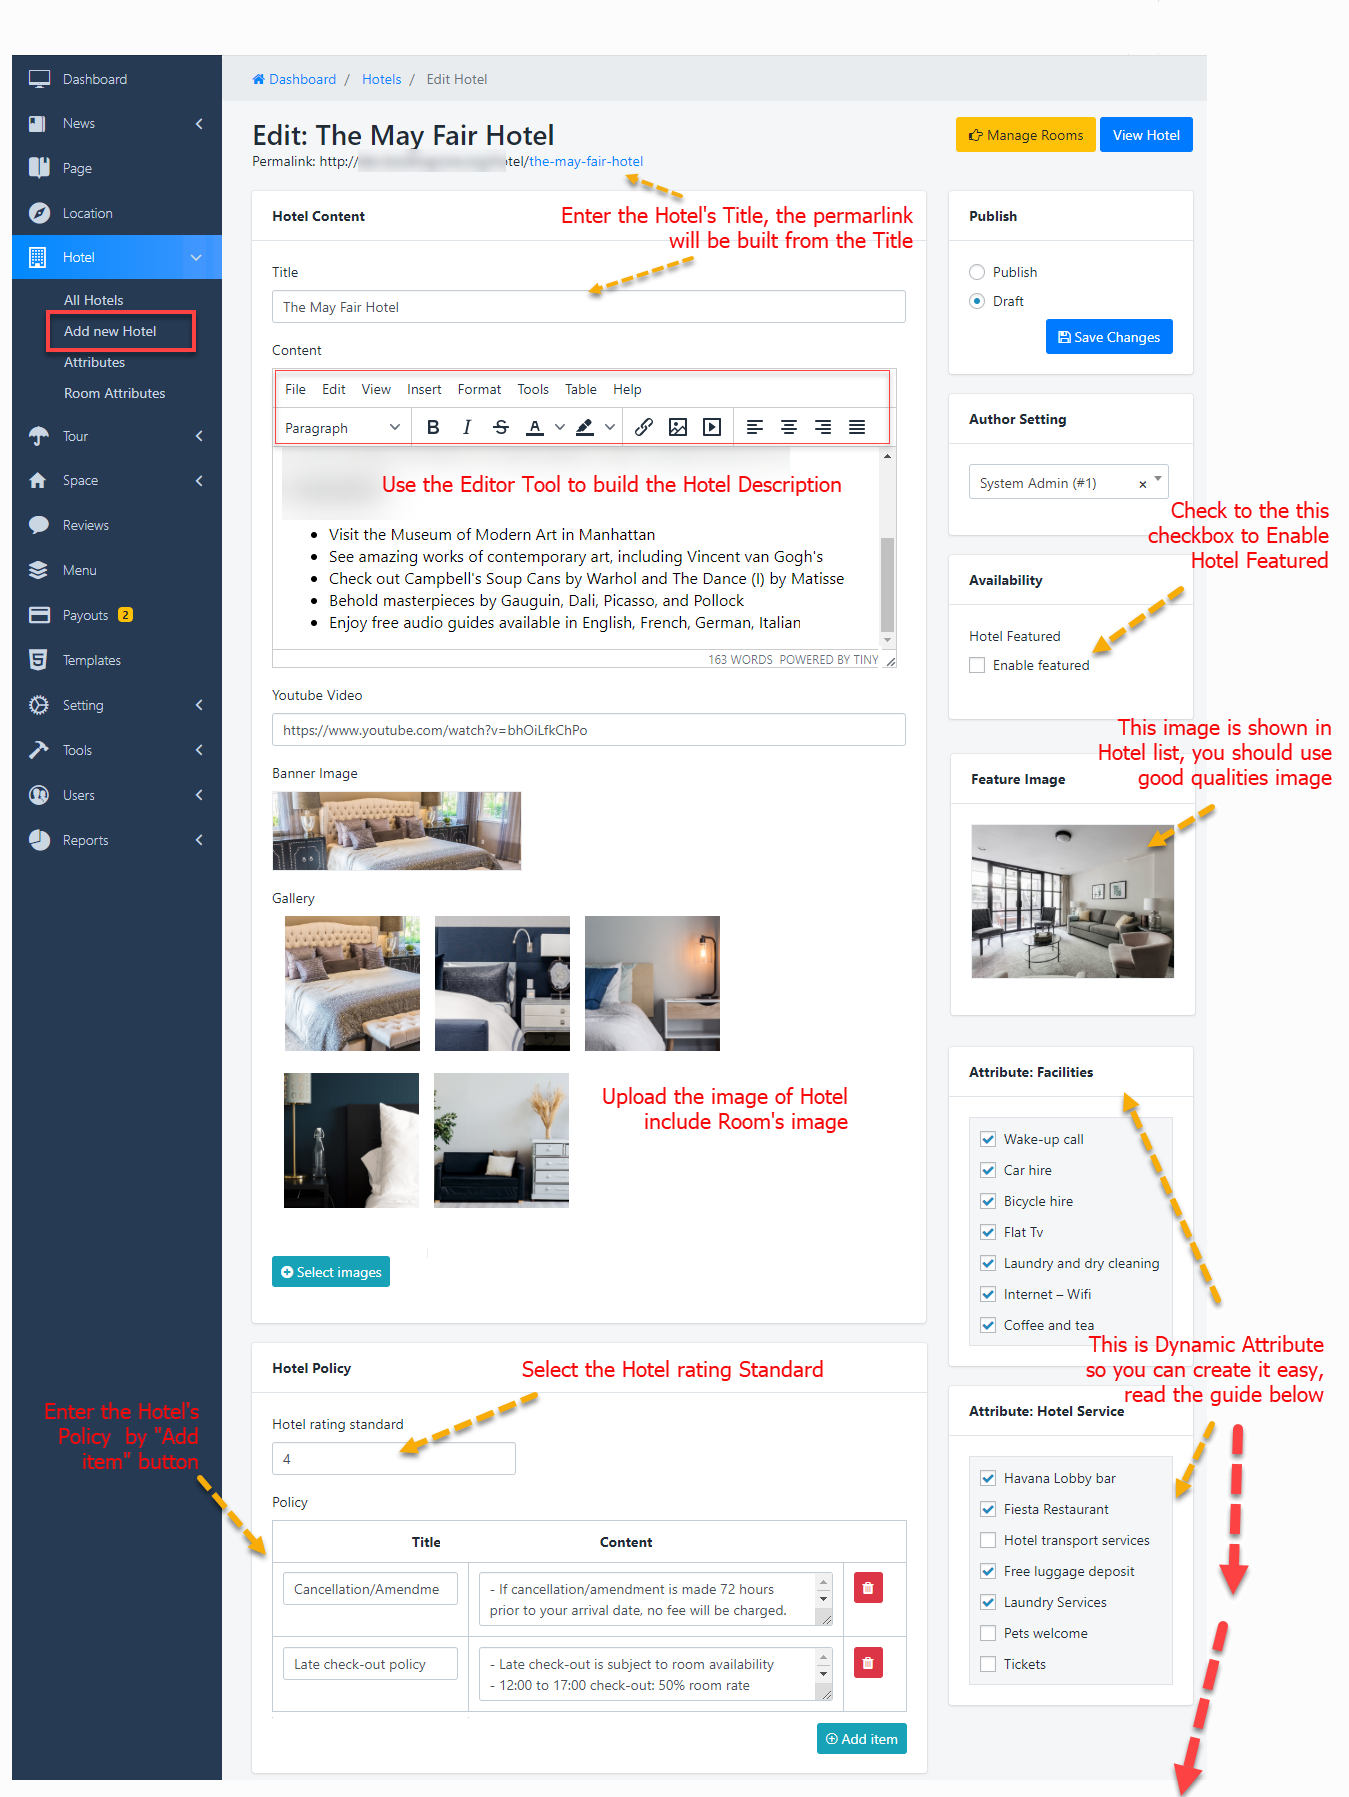 Dashboard
News
Page
Location
Hotel
All Hotels
Add new Hotel
Attributes
Room Attributes
Tour
Space
Reviews
Menu
Payouts 2
Templates
Setting
Tools
Users
Reports
Dashboard / Hotels / Edit Hotel
Edit: The May Fair Hotel
Permalink: http:// tel/the-may-fair-hotel
Manage Rooms
View Hotel
Hotel Content
Enter the Hotel's Title, the permarlink
will be built from the Title
Title
The May Fair Hotel
Content
File Edit View Insert Format Tools Table Help
Paragraph B I S A
Use the Editor Tool to build the Hotel Description
Visit the Museum of Modern Art in Manhattan
See amazing works of contemporary art, including Vincent van Gogh's
Check out Campbell's Soup Cans by Warhol and The Dance (I) by Matisse
Behold masterpieces by Gauguin, Dali, Picasso, and Pollock
Enjoy free audio guides available in English, French, German, Italian
163 WORDS POWERED BY TINY
Youtube Video
https://www.youtube.com/watch?v=bhOiLfkChPo
Banner Image
Gallery
Upload the image of Hotel
include Room's image
Select images
Hotel Policy
Select the Hotel rating Standard
Hotel rating standard
4
Enter the Hotel's
Policy by "Add
item" button
Policy
Title Content
Cancellation/Amendme
- If cancellation/amendment is made 72 hours
prior to your arrival date, no fee will be charged.
Late check-out policy
- Late check-out is subject to room availability
- 12:00 to 17:00 check-out: 50% room rate
Add item
Publish
Publish
Draft
Save Changes
Author Setting
System Admin (#1) ×
Check to the this
checkbox to Enable
Hotel Featured
Availability
Hotel Featured
Enable featured
This image is shown in
Hotel list, you should use
good qualities image
Feature Image
Attribute: Facilities
Wake-up call
Car hire
Bicycle hire
Flat Tv
Laundry and dry cleaning
Internet – Wifi
Coffee and tea
This is Dynamic Attribute
so you can create it easy,
read the guide below
Attribute: Hotel Service
Havana Lobby bar
Fiesta Restaurant
Hotel transport services
Free luggage deposit
Laundry Services
Pets welcome
Tickets